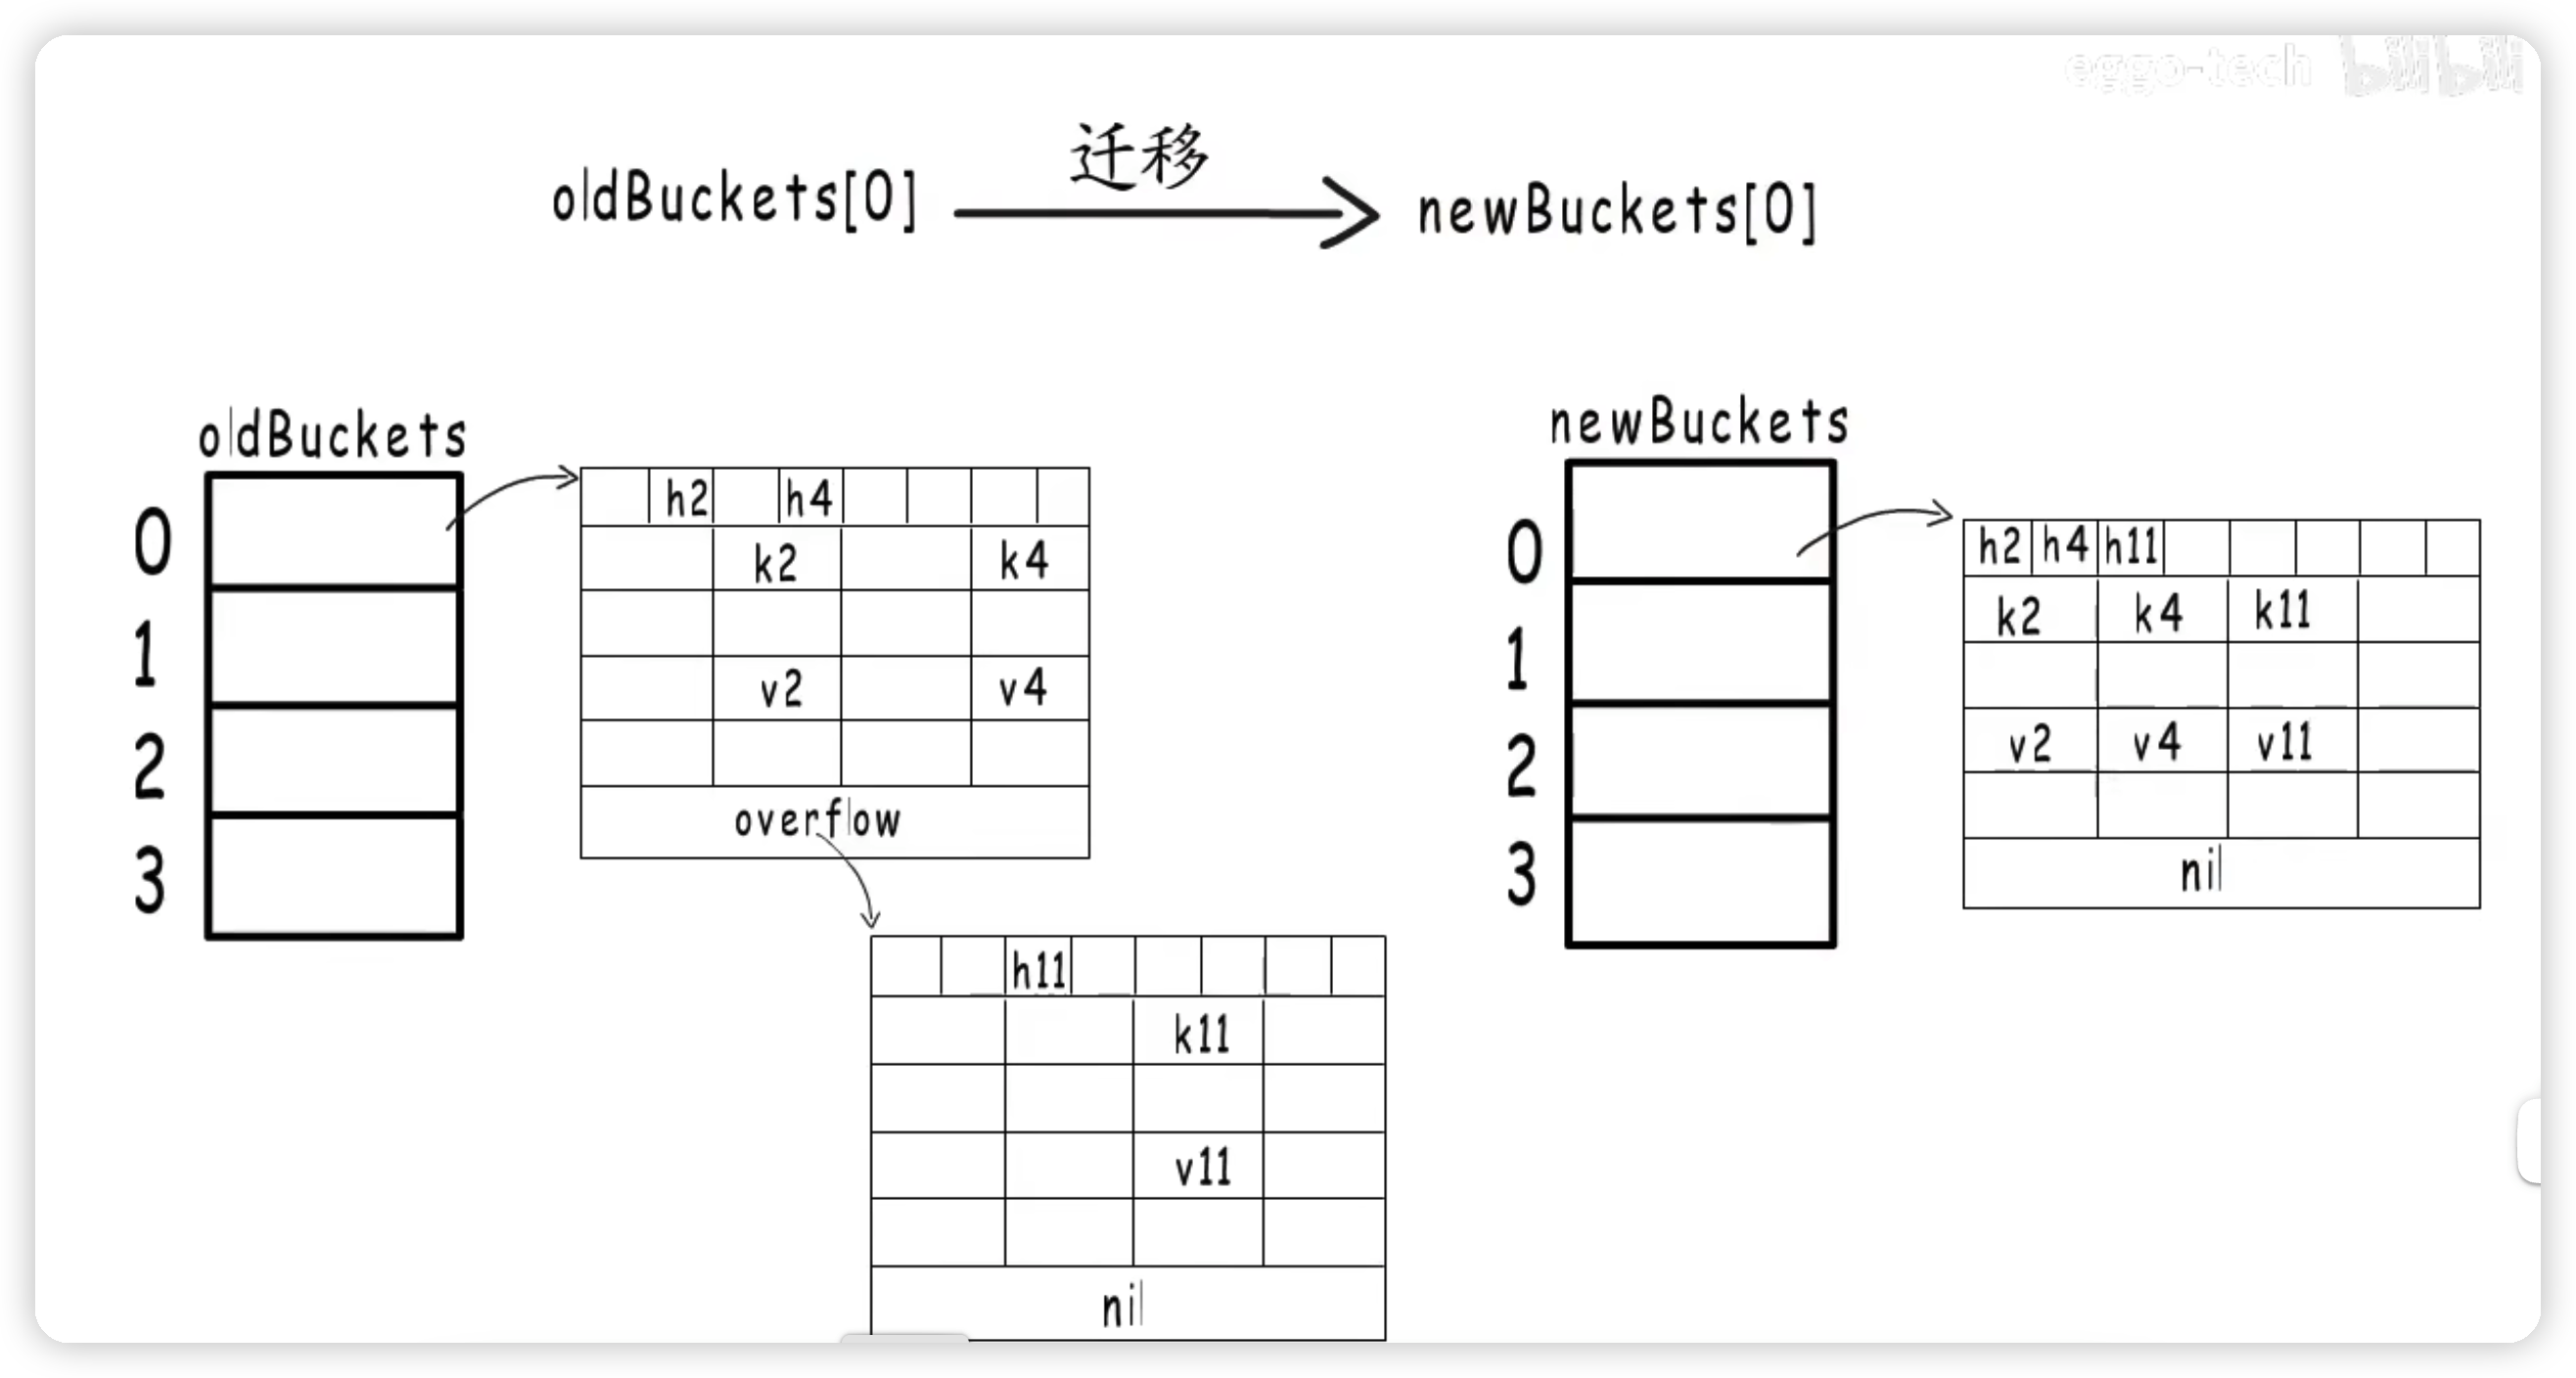 eggo-tech bilibili
迁移
oldBuckets[0] newBuckets[0]
oldBuckets
0
1
2
3
h2 h4
k2 k4
v2 v4
overflow
h11
k11
v11
nil
newBuckets
0
1
2
3
h2 h4 h11
k2 k4 k11
v2 v4 v11
nil